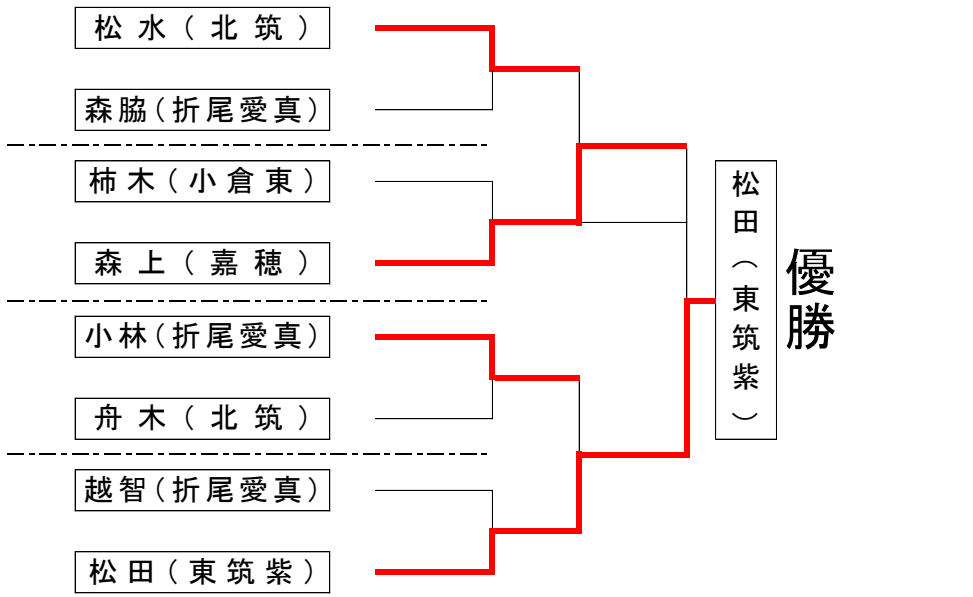 松水(北筑)
森脇(折尾愛真)
柿木(小倉東)
森上(嘉穂)
小林(折尾愛真)
舟木(北筑)
越智(折尾愛真)
松田(東筑紫)
松田(東筑紫)
優勝